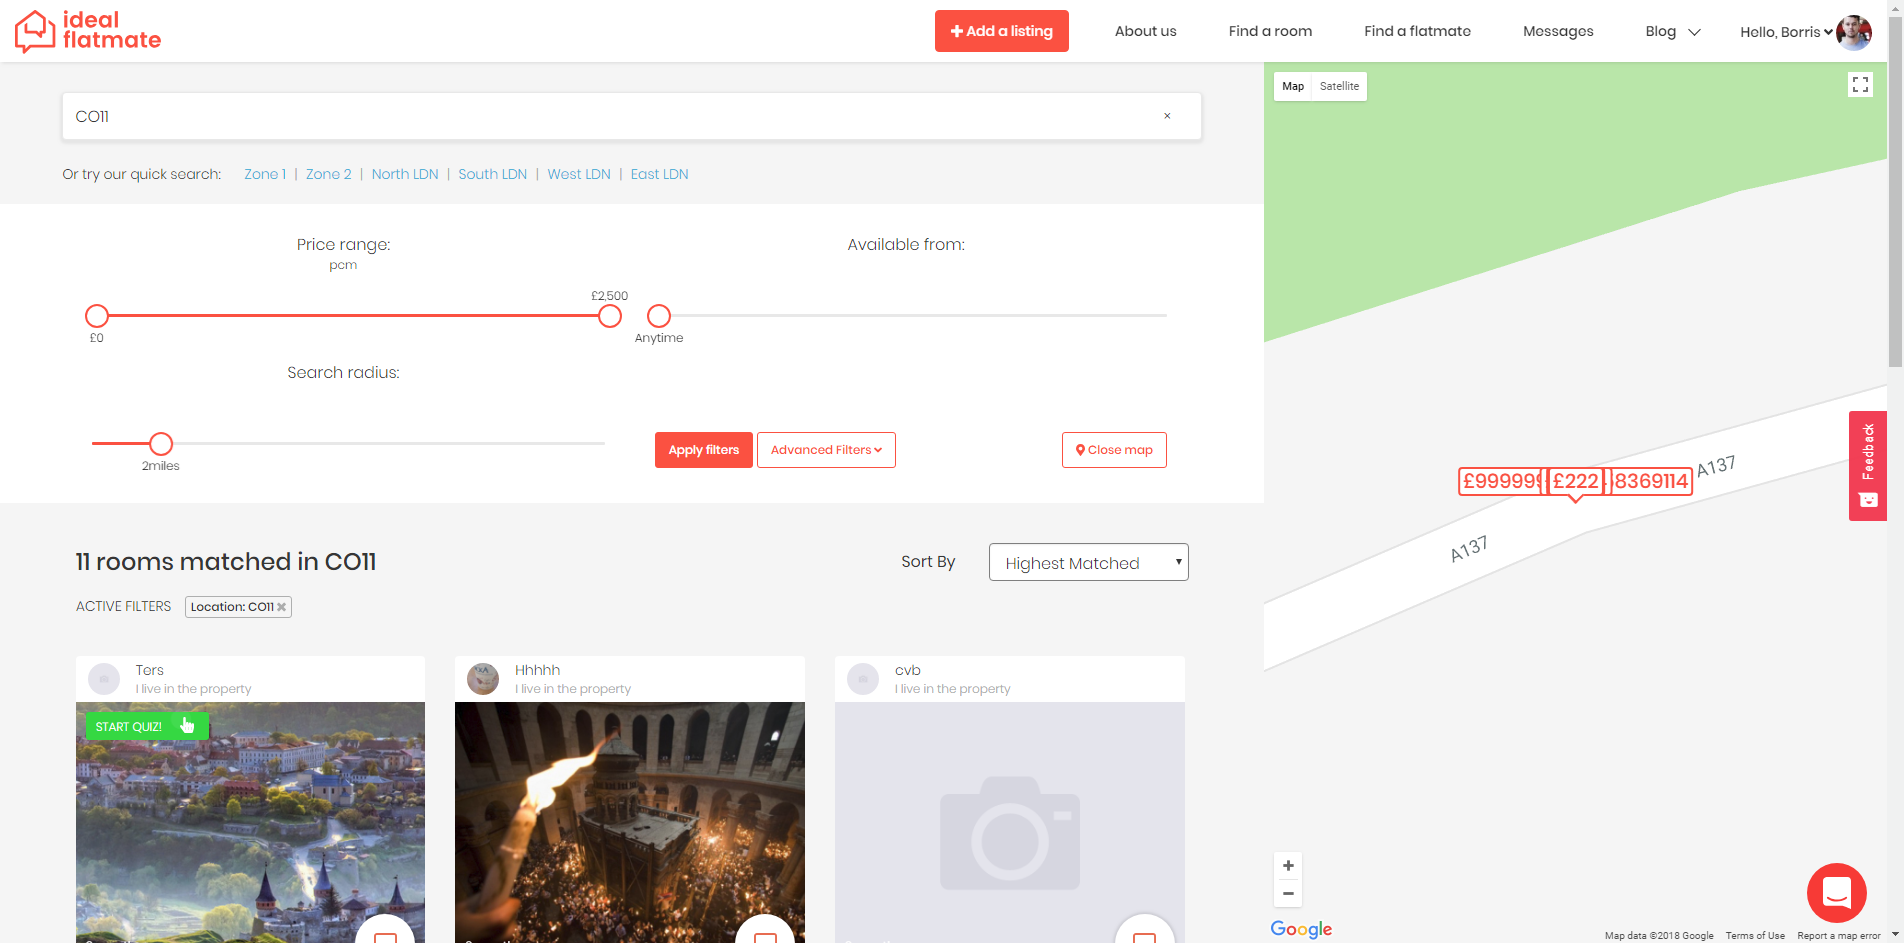 ideal
flatmate
Add a listing
About us
Find a room
Find a flatmate
Messages
Blog
Hello, Borris
CO11
×
Or try our quick search: Zone 1 | Zone 2 | North LDN | South LDN | West LDN | East LDN
Price range:
pcm
£2,500
£0
Available from:
Anytime
Search radius:
2miles
Apply filters
Advanced Filters
Close map
11 rooms matched in CO11
Sort By
Highest Matched
ACTIVE FILTERS
Location: CO11
Ters
I live in the property
START QUIZ!
Hhhhh
I live in the property
cvb
I live in the property
Map
Satellite
A137
£999999
£222
8369114
A137
Feedback
+
−
Google
Map data ©2018 Google
Terms of Use
Report a map error